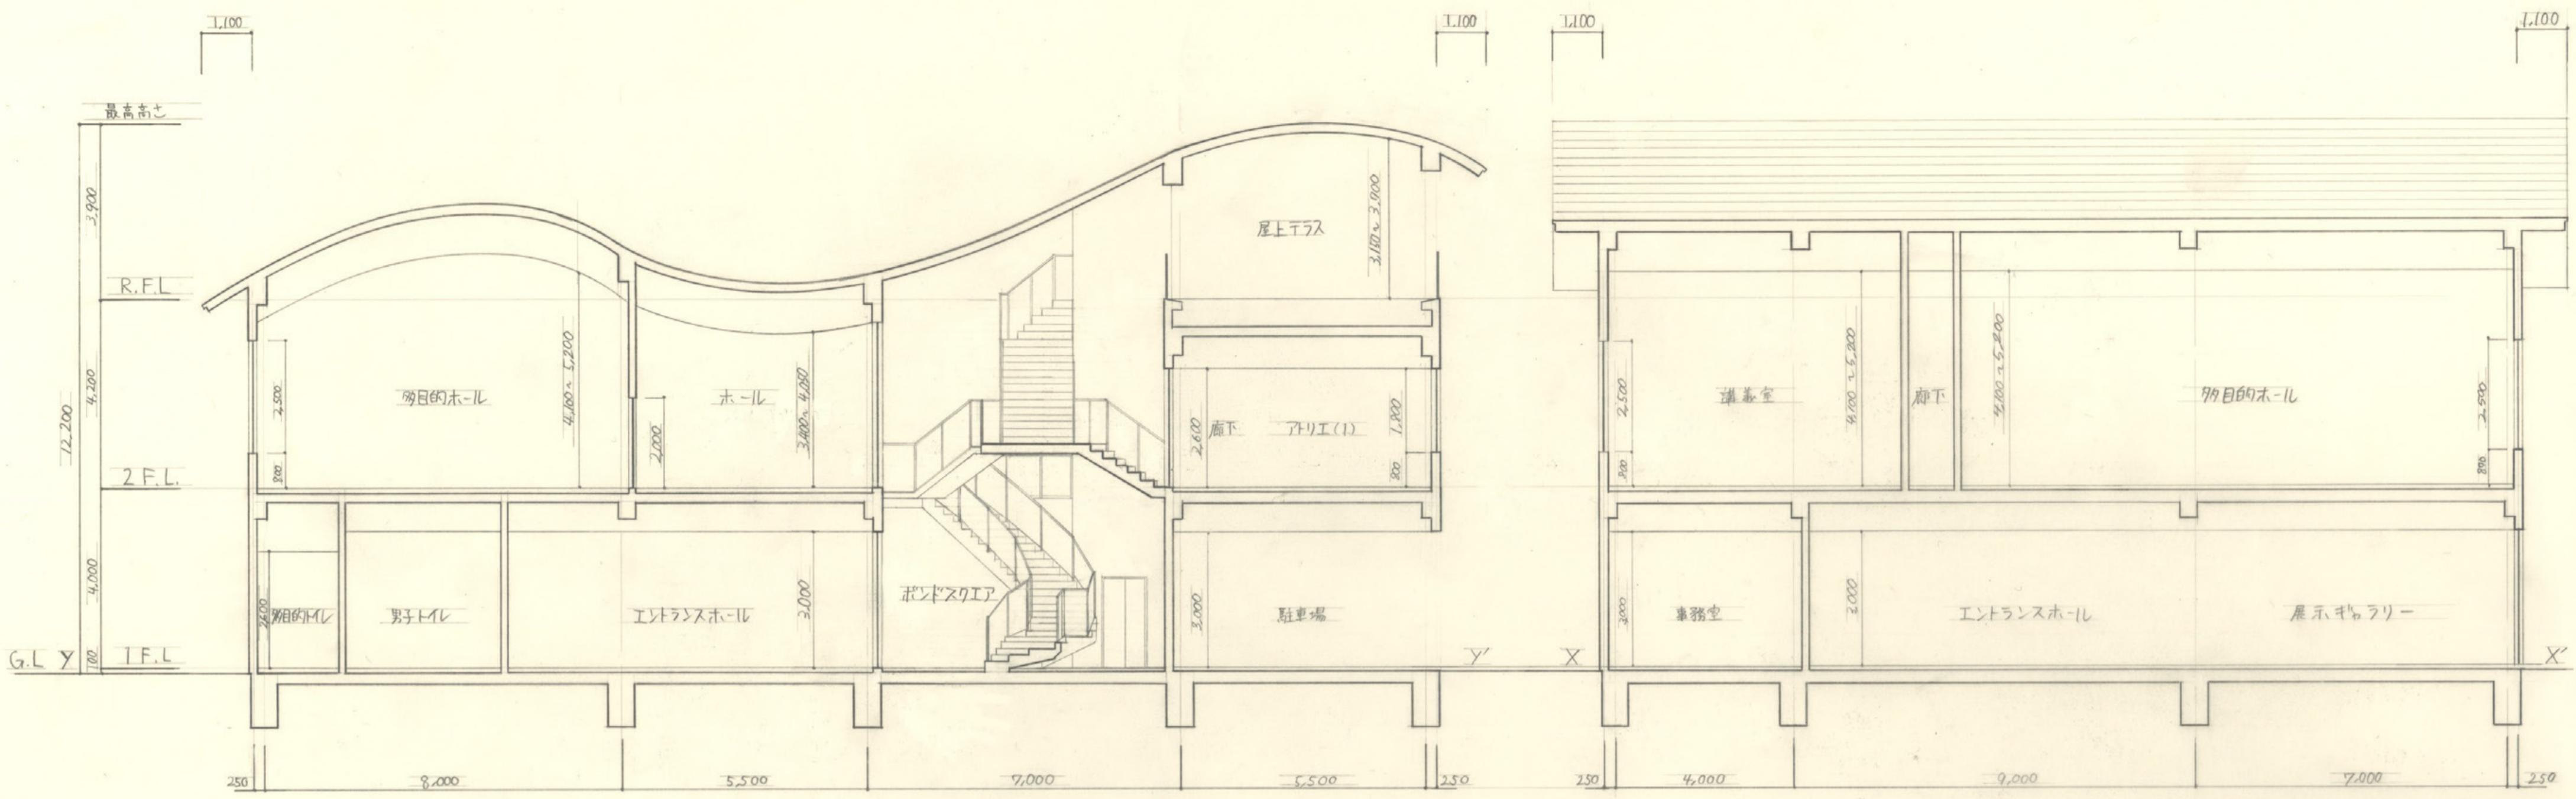 1,100
1,100
1,100
1,100
最高高さ
3,900
R.F.L
4,200
12,200
2F.L.
4,000
G.L Y
100
1F.L
2,500
800
多目的ホール
4,100~5,200
2,000
ホール
3,400~4,050
屋上テラス
3,150~3,900
2,600
廊下
アトリエ(1)
1,800
800
多目的トイレ
男子トイレ
エントランスホール
3,000
ポンドスクエア
3,000
駐車場
Y'
X
2,500
800
講義室
4,100~5,200
廊下
4,100~5,200
多目的ホール
2,500
800
3,000
事務室
3,000
エントランスホール
展示ギャラリー
X'
250
8,000
5,500
7,000
5,500
250
250
4,000
9,000
7,000
250